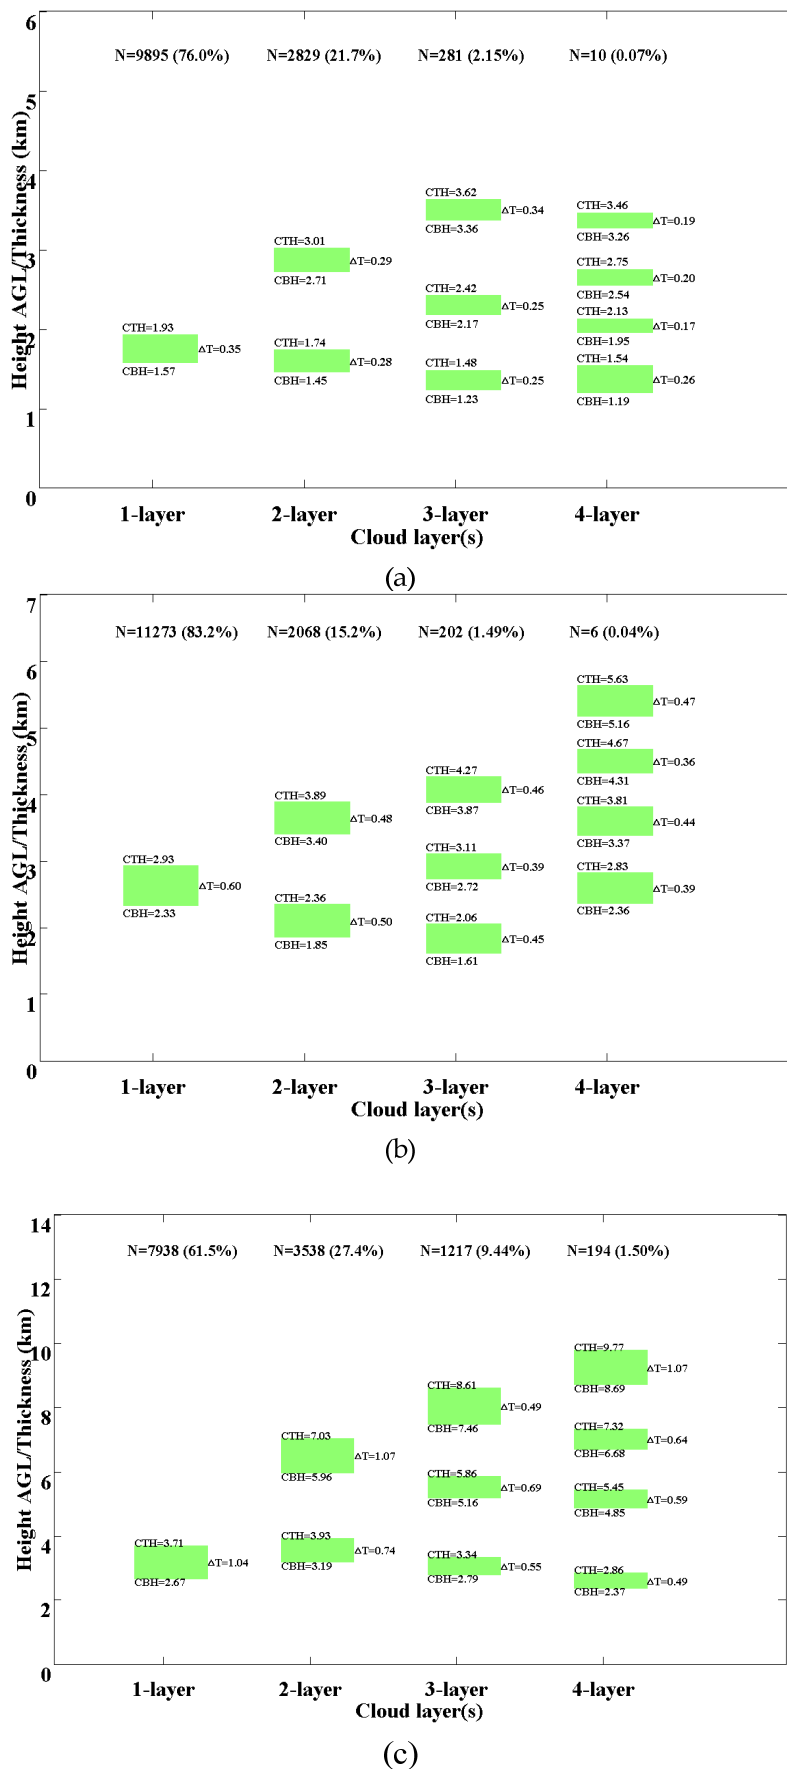 6
N=9895 (76.0%) N=2829 (21.7%) N=281 (2.15%) N=10 (0.07%)
5
4
CTH=3.62
ΔT=0.34
CBH=3.36
CTH=3.46
ΔT=0.19
CBH=3.26
3
CTH=3.01
ΔT=0.29
CBH=2.71
CTH=2.42
ΔT=0.25
CBH=2.17
CTH=2.75
ΔT=0.20
CBH=2.54
CTH=2.13
ΔT=0.17
CBH=1.95
2
CTH=1.93
ΔT=0.35
CBH=1.57
CTH=1.74
ΔT=0.28
CBH=1.45
CTH=1.48
ΔT=0.25
CBH=1.23
CTH=1.54
ΔT=0.26
CBH=1.19
1
0
Height AGL/Thickness (km)
1-layer 2-layer 3-layer 4-layer
Cloud layer(s)
(a)
7
N=11273 (83.2%) N=2068 (15.2%) N=202 (1.49%) N=6 (0.04%)
6
CTH=5.63
ΔT=0.47
CBH=5.16
5
CTH=4.67
ΔT=0.36
CBH=4.31
4
CTH=3.89
ΔT=0.48
CBH=3.40
CTH=4.27
ΔT=0.46
CBH=3.87
CTH=3.81
ΔT=0.44
CBH=3.37
3
CTH=2.93
ΔT=0.60
CBH=2.33
CTH=2.36
ΔT=0.50
CBH=1.85
CTH=3.11
ΔT=0.39
CBH=2.72
CTH=2.83
ΔT=0.39
CBH=2.36
2
CTH=2.06
ΔT=0.45
CBH=1.61
1
0
Height AGL/Thickness (km)
1-layer 2-layer 3-layer 4-layer
Cloud layer(s)
(b)
14
N=7938 (61.5%) N=3538 (27.4%) N=1217 (9.44%) N=194 (1.50%)
12
10
CTH=9.77
ΔT=1.07
CBH=8.69
8
CTH=8.61
ΔT=0.49
CBH=7.46
CTH=7.03
ΔT=1.07
CBH=5.96
CTH=7.32
ΔT=0.64
CBH=6.68
6
CTH=5.86
ΔT=0.69
CBH=5.16
CTH=5.45
ΔT=0.59
CBH=4.85
4
CTH=3.71
ΔT=1.04
CBH=2.67
CTH=3.93
ΔT=0.74
CBH=3.19
CTH=3.34
ΔT=0.55
CBH=2.79
CTH=2.86
ΔT=0.49
CBH=2.37
2
0
Height AGL/Thickness (km)
1-layer 2-layer 3-layer 4-layer
Cloud layer(s)
(c)